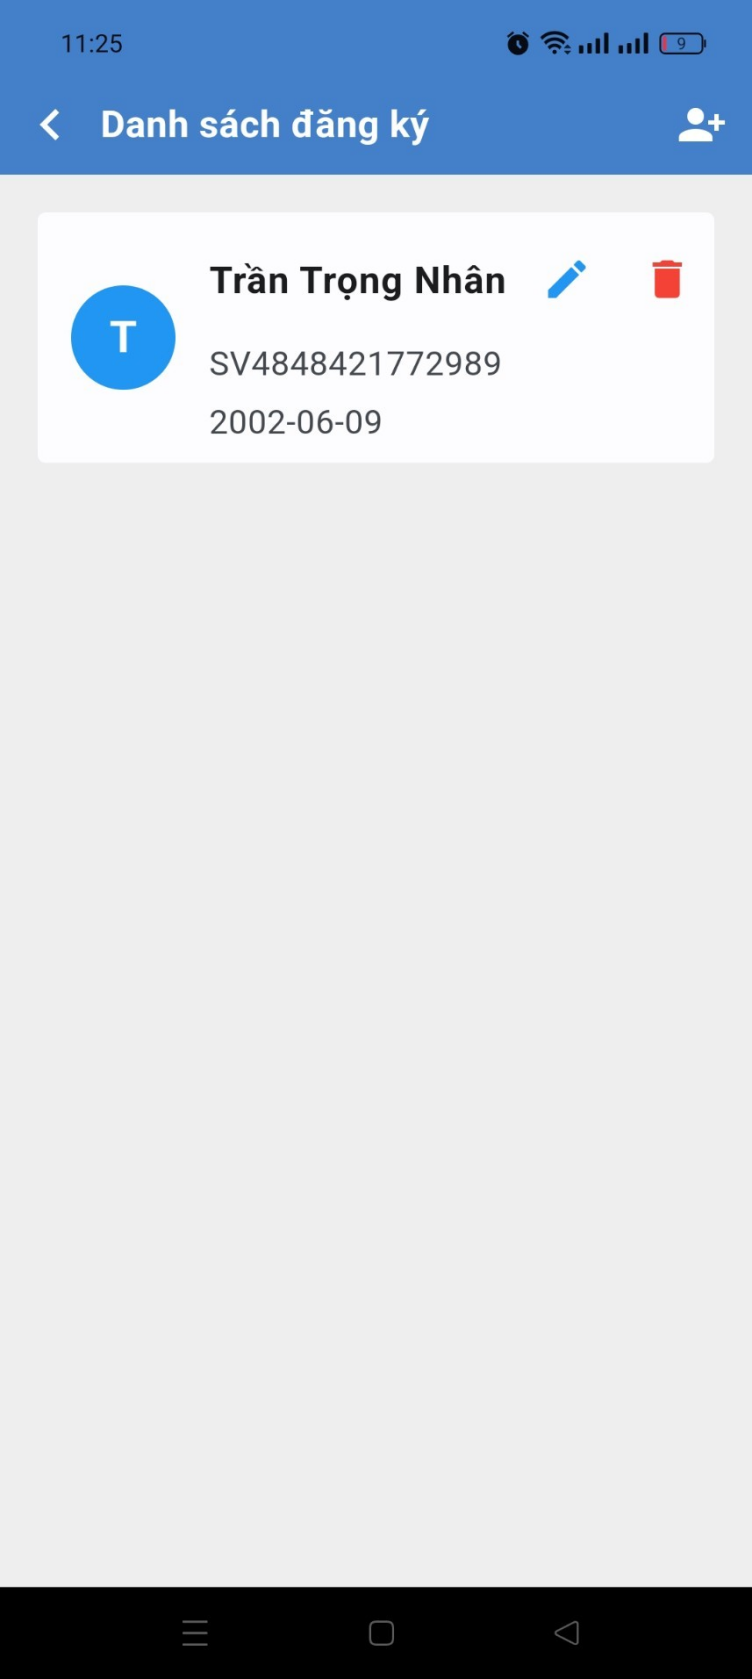 11:25
9
Danh sách đăng ký
Trần Trọng Nhân
T
SV4848421772989
2002-06-09